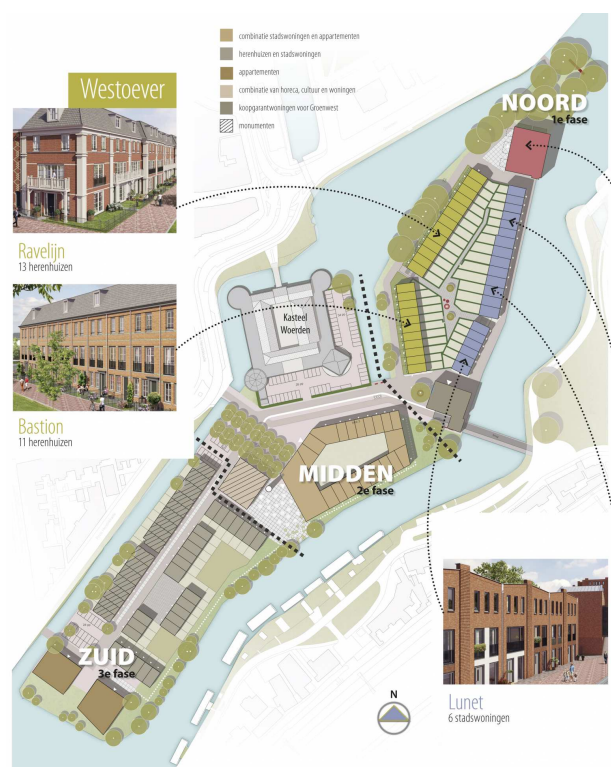 combinatie stadswoningen en appartementen
herenhuizen en stadswoningen
appartementen
combinatie van horeca, cultuur en woningen
koopgarantwoningen voor Groenwest
monumenten
Westoever
NOORD
1e fase
Ravelijn
13 herenhuizen
Kasteel
Woerden
Bastion
11 herenhuizen
MIDDEN
2e fase
ZUID
3e fase
N
Lunet
6 stadswoningen